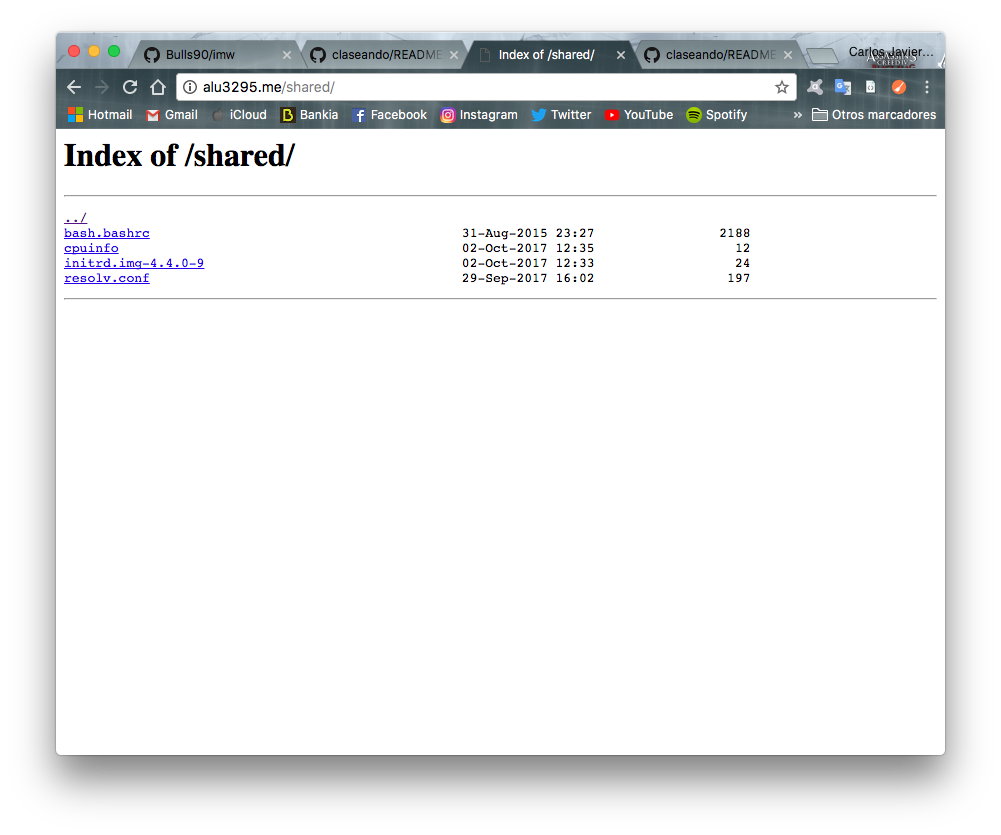 Bulls90/imw
claseando/README
Index of /shared/
claseando/README
Carlos Javier...
alu3295.me/shared/
Hotmail
Gmail
iCloud
Bankia
Facebook
Instagram
Twitter
YouTube
Spotify
»
Otros marcadores
Index of /shared/
../
bash.bashrc 31-Aug-2015 23:27 2188
cpuinfo 02-Oct-2017 12:35 12
initrd.img-4.4.0-9 02-Oct-2017 12:33 24
resolv.conf 29-Sep-2017 16:02 197